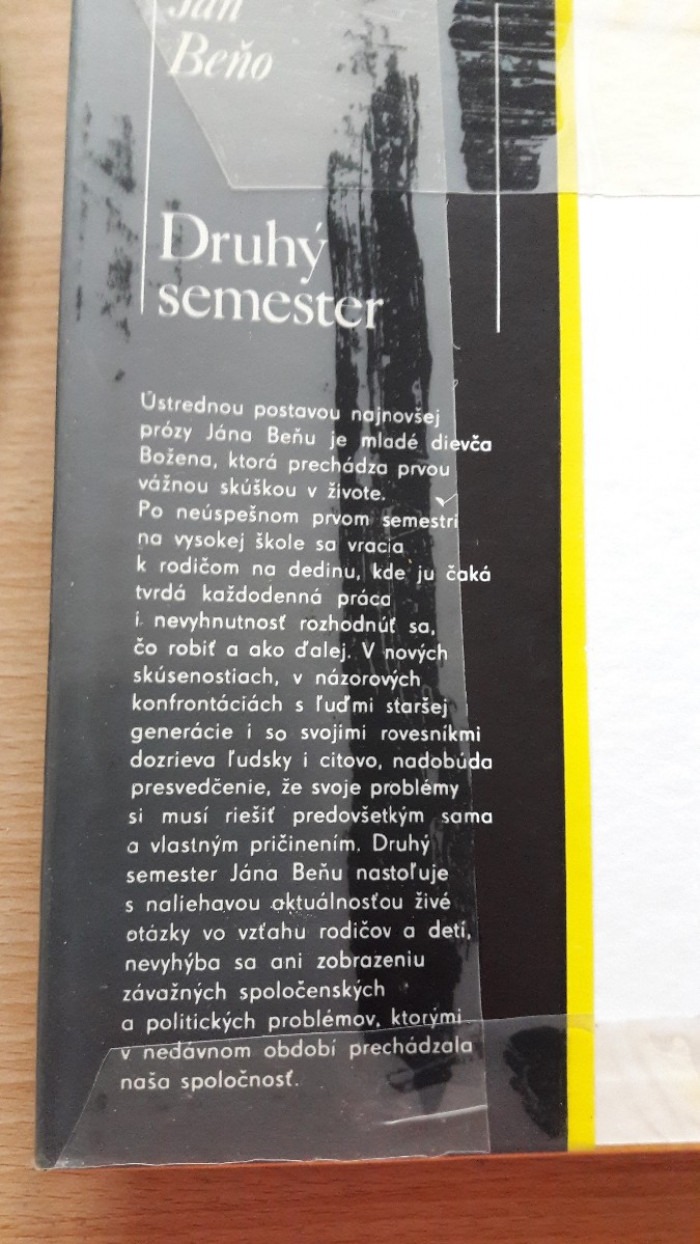 Ján
Beňo
Druhý
semester
Ústrednou postavou najnovšej
prózy Jána Beňu je mladé dievča
Božena, ktorá prechádza prvou
vážnou skúškou v živote.
Po neúspešnom prvom semestri
na vysokej škole sa vracia
k rodičom na dedinu, kde ju čaká
tvrdá každodenná práca
i nevyhnutnosť rozhodnúť sa,
čo robiť a ako ďalej. V nových
skúsenostiach, v názorových
konfrontáciách s ľuďmi staršej
generácie i so svojimi rovesníkmi
dozrieva ľudsky i citovo, nadobúda
presvedčenie, že svoje problémy
si musí riešiť predovšetkým sama
a vlastným pričinením. Druhý
semester Jána Beňu nastoľuje
s naliehavou aktuálnosťou živé
otázky vo vzťahu rodičov a detí,
nevyhýba sa ani zobrazeniu
závažných spoločenských
a politických problémov, ktorými
v nedávnom období prechádzala
naša spoločnosť.